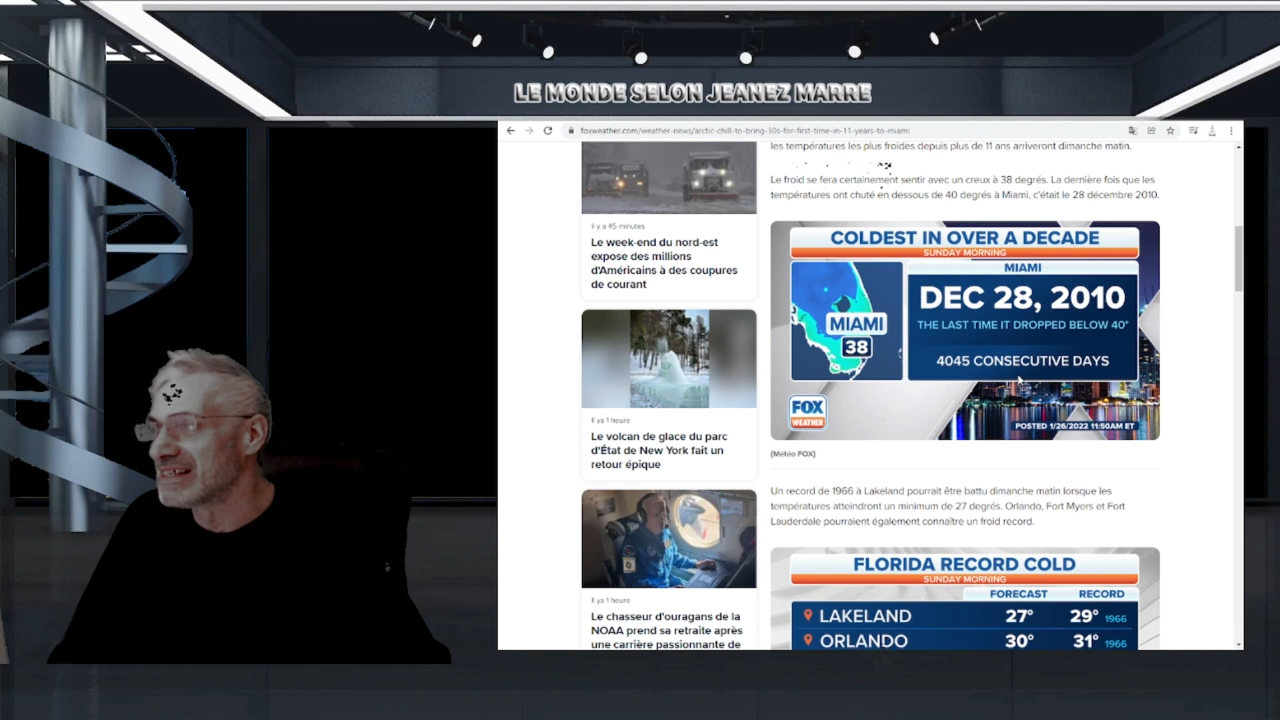 LE MONDE SELON JEANEZ MARRE
foxweather.com/weather-news/arctic-chill-to-bring-30s-for-first-time-in-11-years-to-miami
il y a 45 minutes
Le week-end du nord-est
expose des millions
d'Américains à des coupures
de courant
il ya 1 heure
Le volcan de glace du parc
d'État de New York fait un
retour épique
6
il ya 1 heure
Le chasseur d'ouragans de la
NOAA prend sa retraite après
une carrière passionnante de
les températures les plus froides depuis plus de 11 ans arriveront dimanche matin.
Le froid se fera certainement sentir avec un creux à 38 degrés. La dernière fois que les
températures ont chuté en dessous de 40 degrés à Miami, c'était le 28 décembre 2010.
COLDEST IN OVER A DECADE
SUNDAY MORNING
MIAMI
DEC 28, 2010
THE LAST TIME IT DROPPED BELOW 40°
4045 CONSECUTIVE DAYS
MIAMI
38
FOX
WEATHER
POSTED 1/26/2022 11:50AM ET
(Météo FOX)
Un record de 1966 à Lakeland pourrait être battu dimanche matin lorsque les
températures atteindront un minimum de 27 degrés. Orlando, Fort Myers et Fort
Lauderdale pourraient également connaître un froid record.
FLORIDA RECORD COLD
SUNDAY MORNING
FORECAST RECORD
LAKELAND 27° 29° 1966
ORLANDO 30° 31° 1966